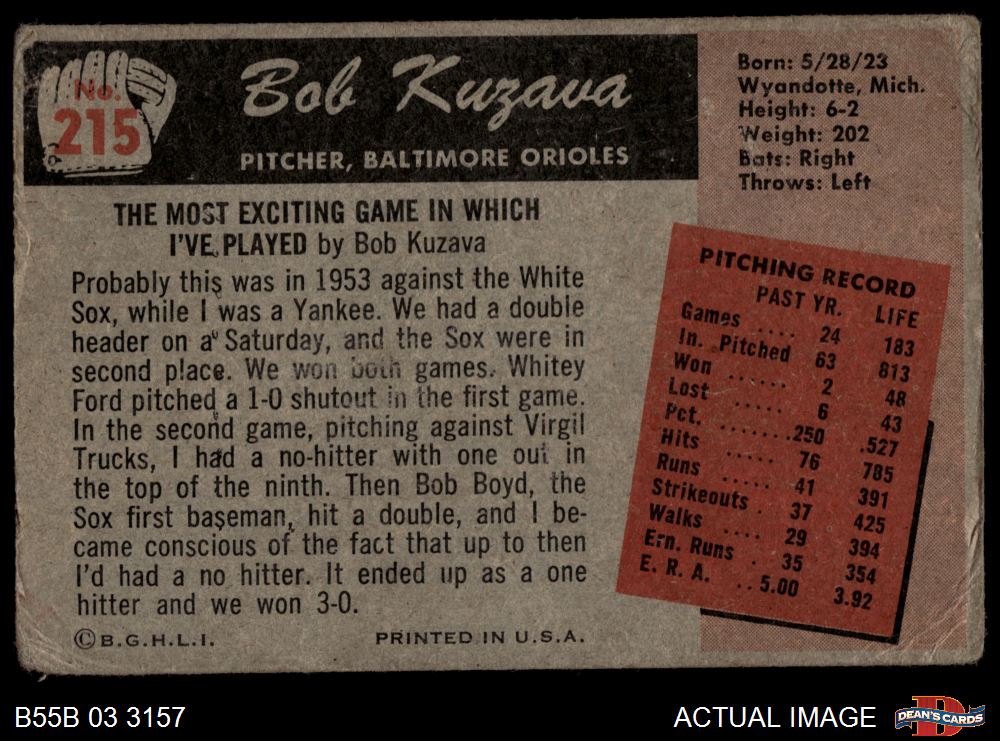 No.
215
Bob Kuzava
PITCHER, BALTIMORE ORIOLES
Born: 5/28/23
Wyandotte, Mich.
Height: 6-2
Weight: 202
Bats: Right
Throws: Left
THE MOST EXCITING GAME IN WHICH
I'VE PLAYED by Bob Kuzava
Probably this was in 1953 against the White
Sox, while I was a Yankee. We had a double
header on a Saturday, and the Sox were in
second place. We won both games. Whitey
Ford pitched a 1-0 shutout in the first game.
In the second game, pitching against Virgil
Trucks, I had a no-hitter with one out in
the top of the ninth. Then Bob Boyd, the
Sox first baseman, hit a double, and I be-
came conscious of the fact that up to then
I'd had a no hitter. It ended up as a one
hitter and we won 3-0.
©B.G.H.L.I. PRINTED IN U.S.A.
PITCHING RECORD
PAST YR. LIFE
Games .... 24 183
In. Pitched 63 813
Won ...... 2 48
Lost ..... 6 43
Pct. .......250 .527
Hits ..... 76 785
Runs ..... 41 391
Strikeouts . 37 425
Walks .... 29 394
Ern. Runs . 35 354
E. R. A. ..5.00 3.92
B55B 03 3157
ACTUAL IMAGE
D
DEAN'S CARDS